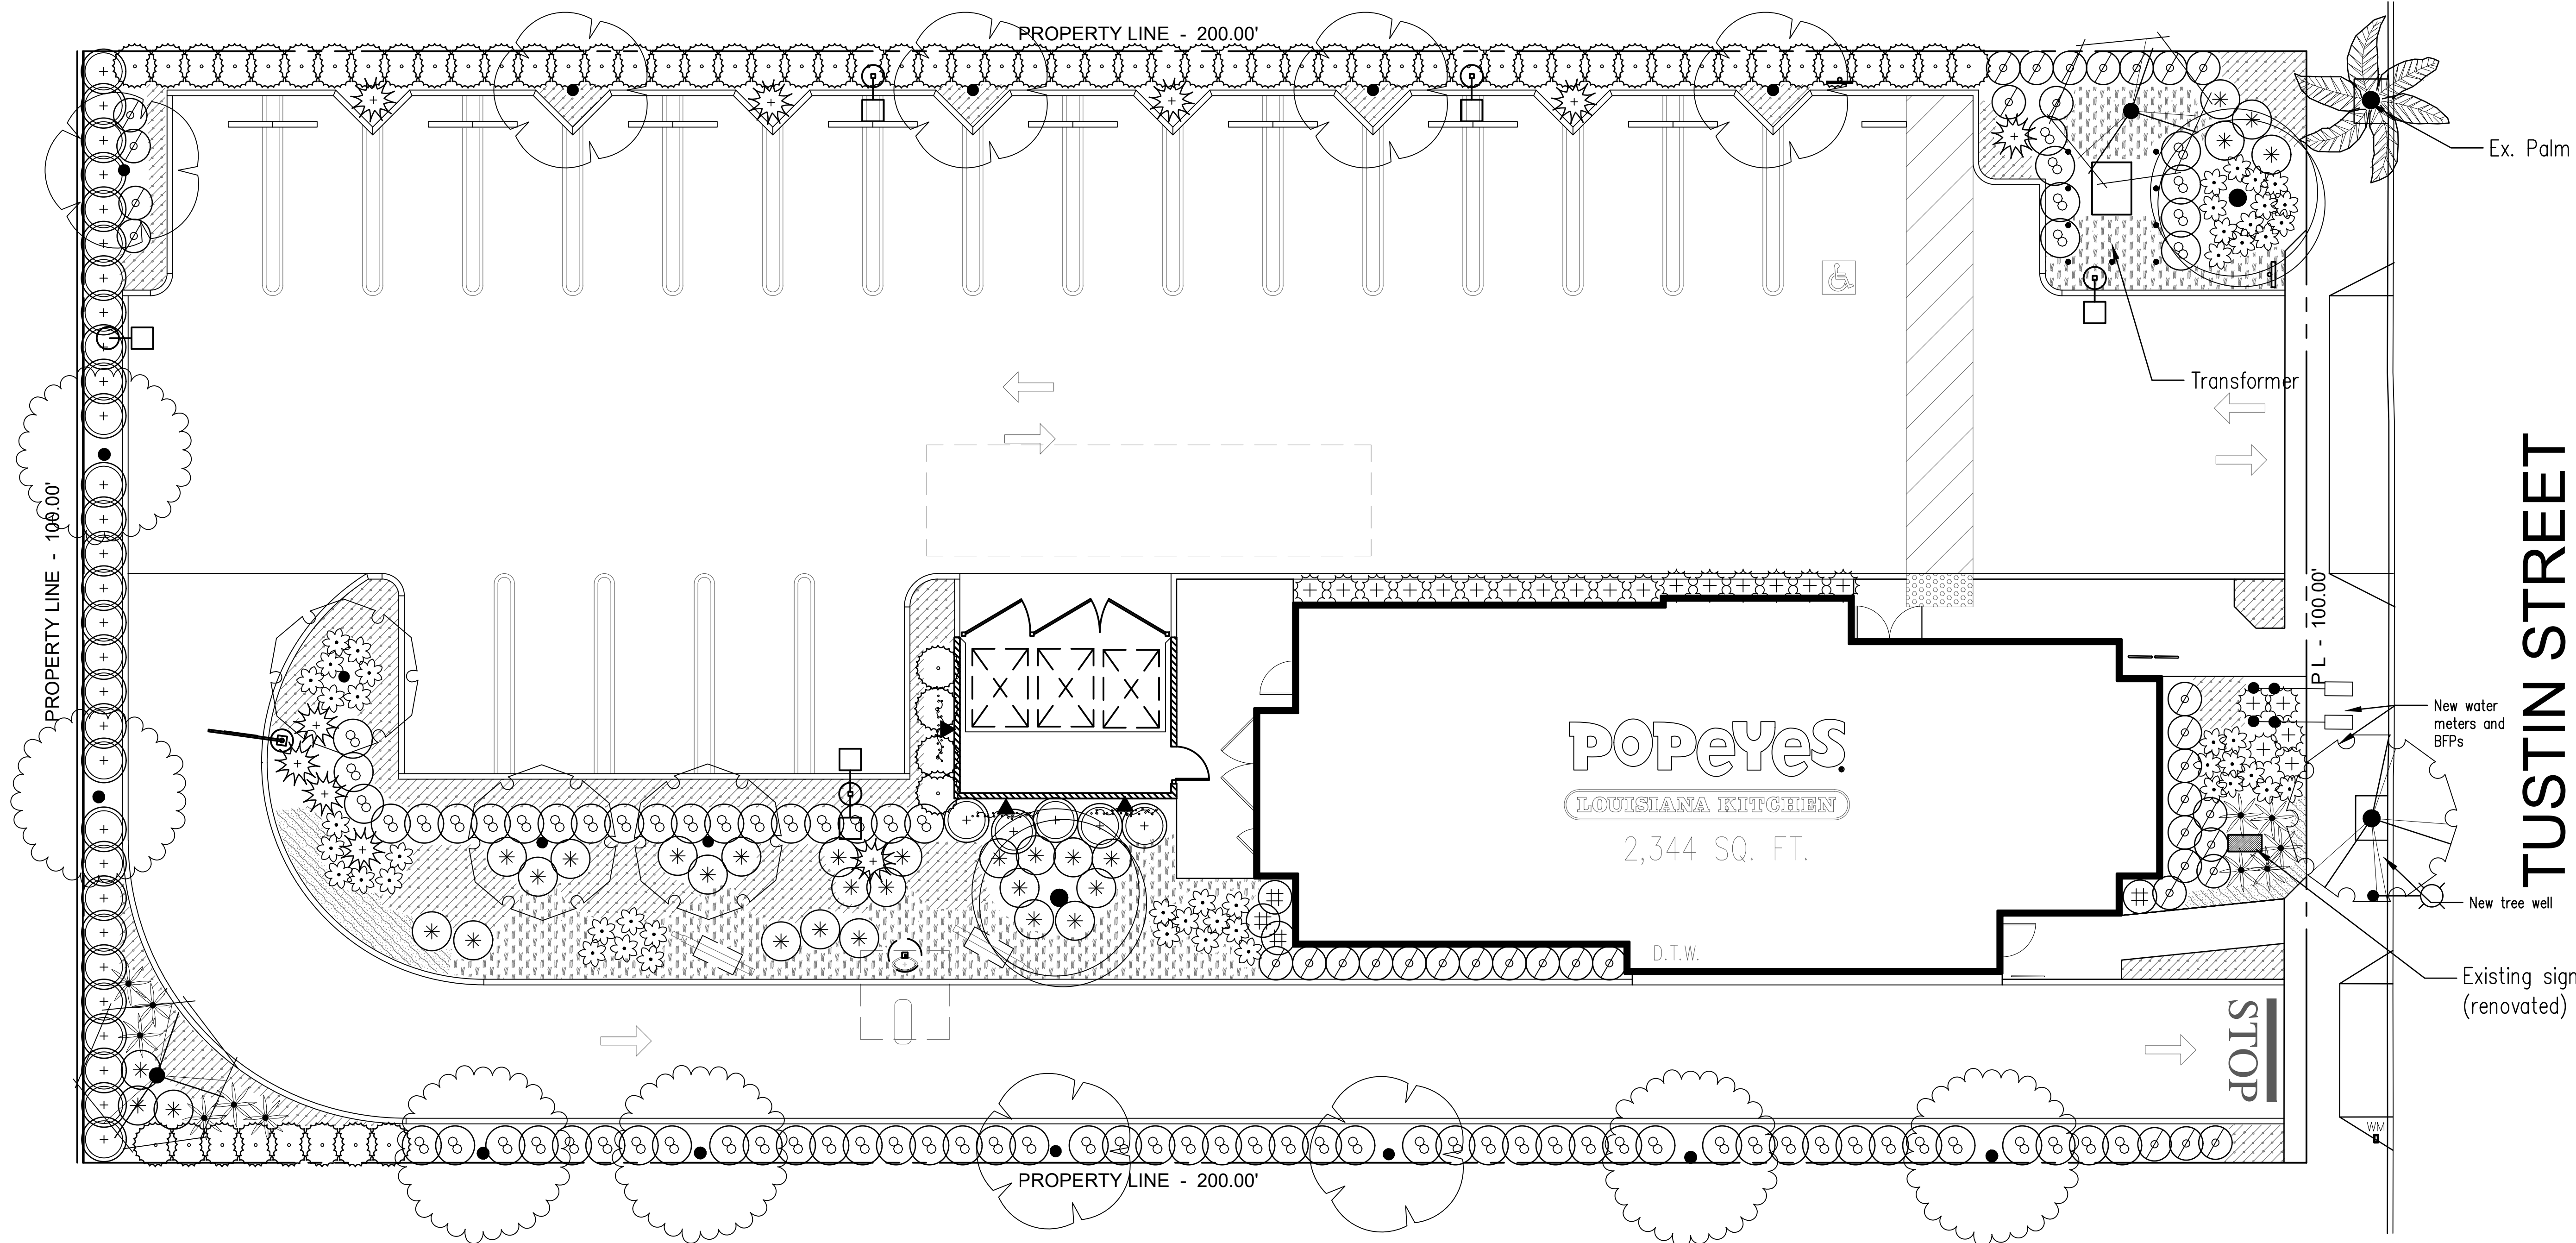 PROPERTY LINE - 200.00'
Ex. Palm
Transformer
TUSTIN STREET
PROPERTY LINE - 100.00'
PL - 100.00'
POPEYES
LOUISIANA KITCHEN
2,344 SQ. FT.
New water
meters and
BFPs
New tree well
D.T.W.
Existing sign
(renovated)
STOP
WM
PROPERTY LINE - 200.00'